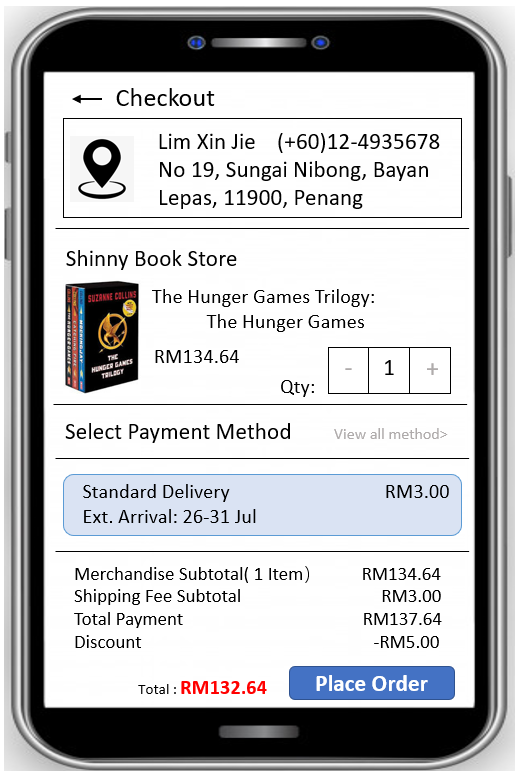 ← Checkout
Lim Xin Jie (+60)12-4935678
No 19, Sungai Nibong, Bayan
Lepas, 11900, Penang
Shinny Book Store
SUZANNE COLLINS
THE
HUNGER GAMES
TRILOGY
MOCKINGJAY
The Hunger Games Trilogy:
The Hunger Games
RM134.64
Qty: - 1 +
Select Payment Method View all method>
Standard Delivery RM3.00
Ext. Arrival: 26-31 Jul
Merchandise Subtotal( 1 Item) RM134.64
Shipping Fee Subtotal RM3.00
Total Payment RM137.64
Discount -RM5.00
Total : RM132.64 Place Order